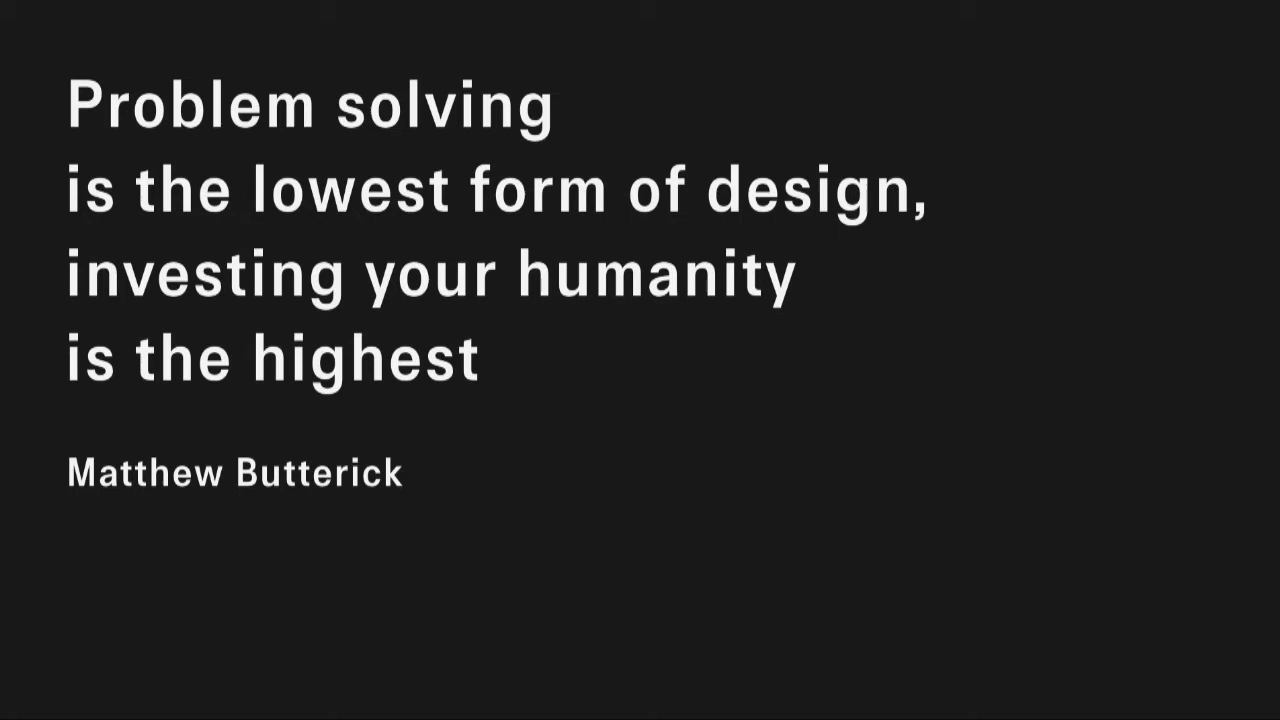 Problem solving
is the lowest form of design,
investing your humanity
is the highest
Matthew Butterick